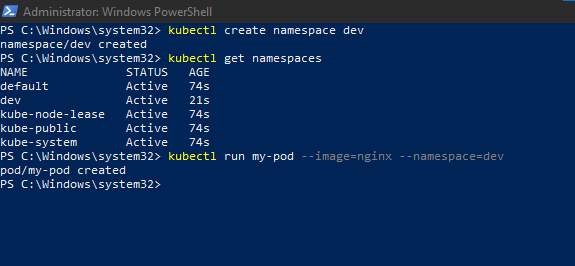 Administrator: Windows PowerShell
PS C:\Windows\system32> kubectl create namespace dev
namespace/dev created
PS C:\Windows\system32> kubectl get namespaces
NAME              STATUS   AGE
default           Active   74s
dev               Active   21s
kube-node-lease   Active   74s
kube-public       Active   74s
kube-system       Active   74s
PS C:\Windows\system32> kubectl run my-pod --image=nginx --namespace=dev
pod/my-pod created
PS C:\Windows\system32>